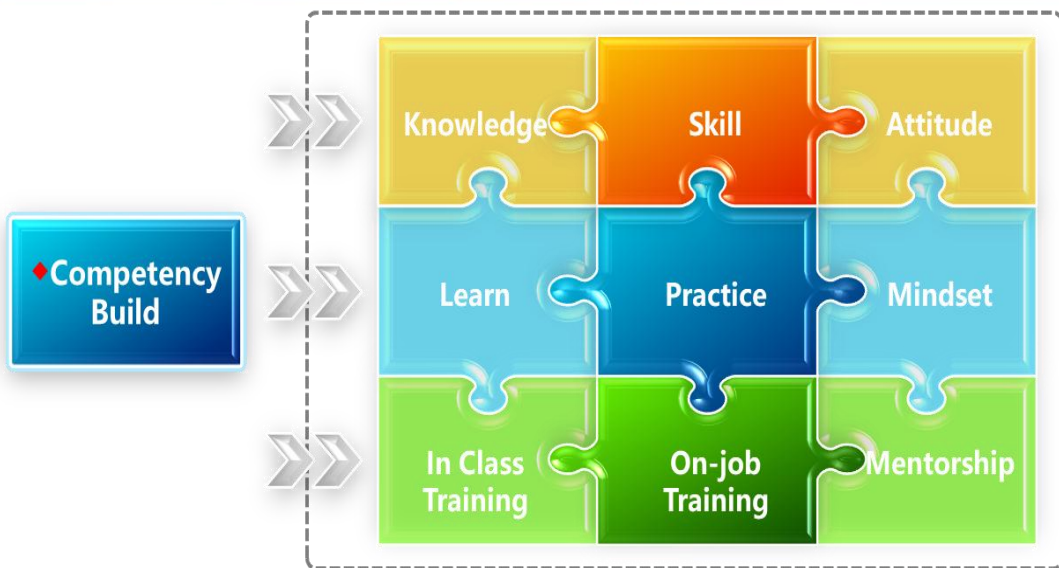 Knowledge
Skill
Attitude
Competency
Build
Learn
Practice
Mindset
In Class
Training
On-job
Training
Mentorship